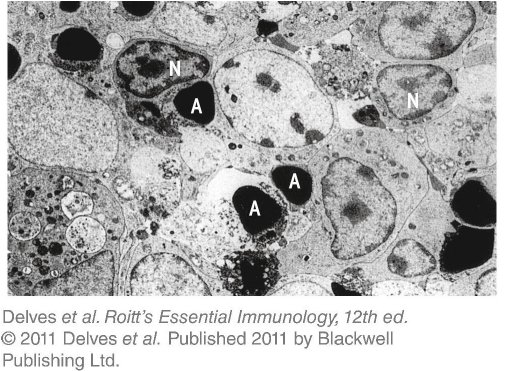 N
A
N
A
A
Delves et al. Roitt's Essential Immunology, 12th ed.
© 2011 Delves et al. Published 2011 by Blackwell
Publishing Ltd.